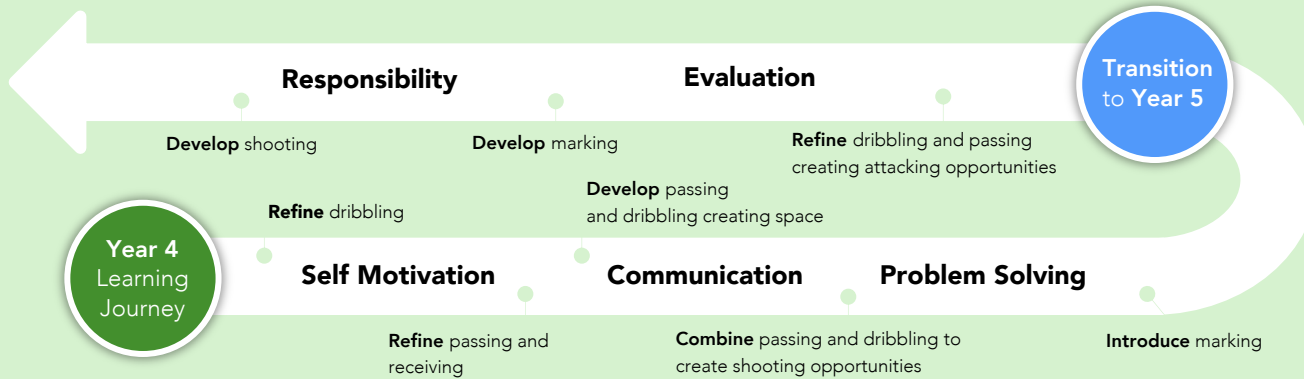 Responsibility
Evaluation
Transition
to Year 5
Develop shooting
Develop marking
Refine dribbling and passing
creating attacking opportunities
Refine dribbling
Develop passing
and dribbling creating space
Year 4
Learning
Journey
Self Motivation
Communication
Problem Solving
Refine passing and
receiving
Combine passing and dribbling to
create shooting opportunities
Introduce marking